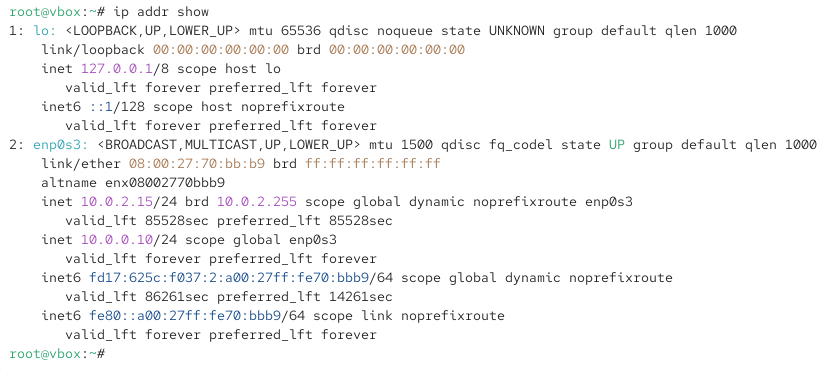 root@vbox:~# ip addr show
1: lo: <LOOPBACK,UP,LOWER_UP> mtu 65536 qdisc noqueue state UNKNOWN group default qlen 1000
    link/loopback 00:00:00:00:00:00 brd 00:00:00:00:00:00
    inet 127.0.0.1/8 scope host lo
       valid_lft forever preferred_lft forever
    inet6 ::1/128 scope host noprefixroute
       valid_lft forever preferred_lft forever
2: enp0s3: <BROADCAST,MULTICAST,UP,LOWER_UP> mtu 1500 qdisc fq_codel state UP group default qlen 1000
    link/ether 08:00:27:70:bb:b9 brd ff:ff:ff:ff:ff:ff
    altname enx08002770bbb9
    inet 10.0.2.15/24 brd 10.0.2.255 scope global dynamic noprefixroute enp0s3
       valid_lft 85528sec preferred_lft 85528sec
    inet 10.0.0.10/24 scope global enp0s3
       valid_lft forever preferred_lft forever
    inet6 fd17:625c:f037:2:a00:27ff:fe70:bbb9/64 scope global dynamic noprefixroute
       valid_lft 86261sec preferred_lft 14261sec
    inet6 fe80::a00:27ff:fe70:bbb9/64 scope link noprefixroute
       valid_lft forever preferred_lft forever
root@vbox:~#